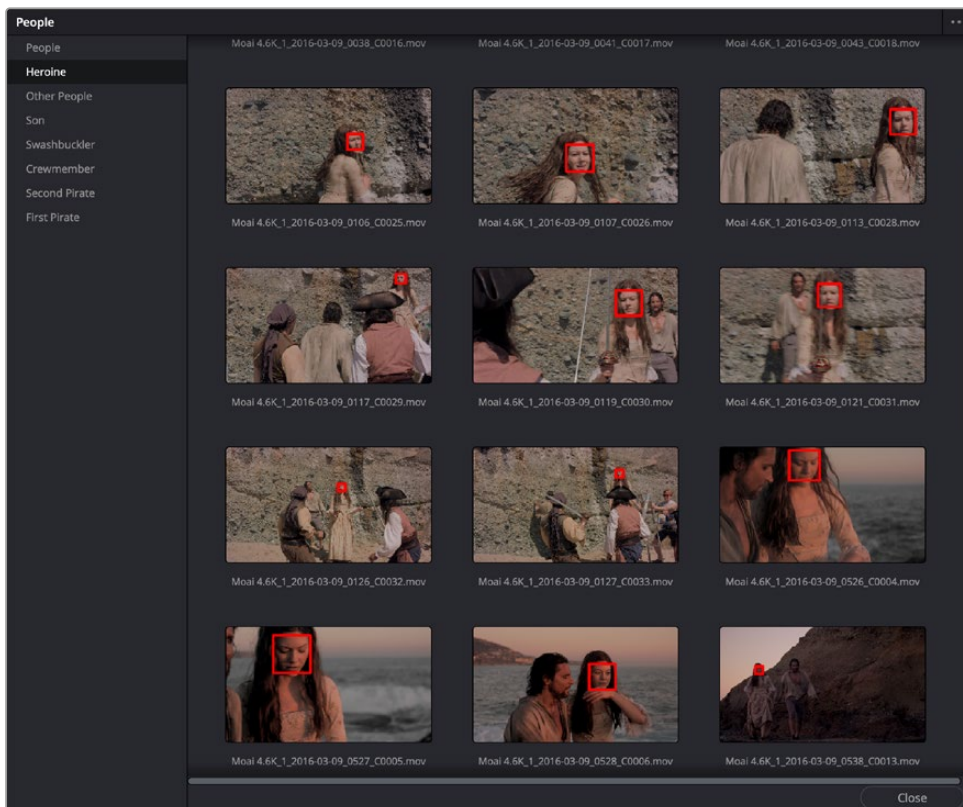 People
People
Heroine
Other People
Son
Swashbuckler
Crewmember
Second Pirate
First Pirate
Moai 4.6K_1_2016-03-09_0038_C0016.mov
Moai 4.6K_1_2016-03-09_0041_C0017.mov
Moai 4.6K_1_2016-03-09_0043_C0018.mov
Moai 4.6K_1_2016-03-09_0106_C0025.mov
Moai 4.6K_1_2016-03-09_0107_C0026.mov
Moai 4.6K_1_2016-03-09_0113_C0028.mov
Moai 4.6K_1_2016-03-09_0117_C0029.mov
Moai 4.6K_1_2016-03-09_0119_C0030.mov
Moai 4.6K_1_2016-03-09_0121_C0031.mov
Moai 4.6K_1_2016-03-09_0126_C0032.mov
Moai 4.6K_1_2016-03-09_0127_C0033.mov
Moai 4.6K_1_2016-03-09_0526_C0004.mov
Moai 4.6K_1_2016-03-09_0527_C0005.mov
Moai 4.6K_1_2016-03-09_0528_C0006.mov
Moai 4.6K_1_2016-03-09_0538_C0013.mov
Close